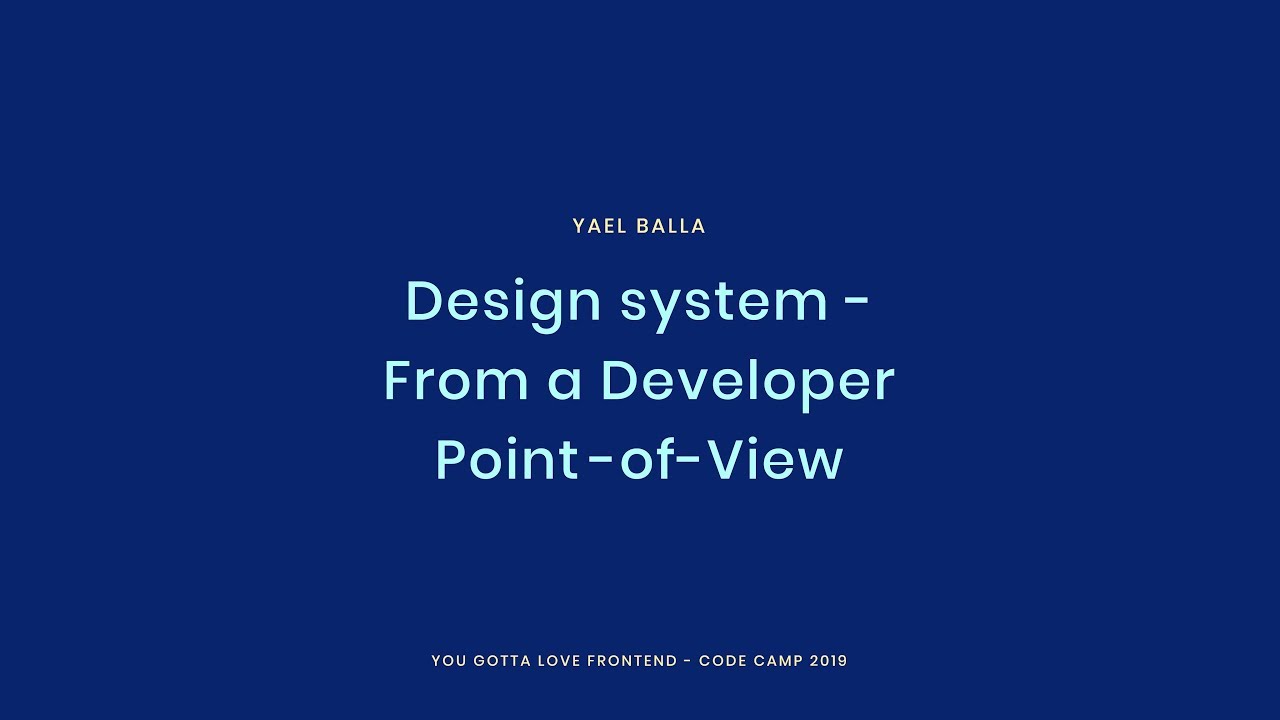 YAEL BALLA
Design system -
From a Developer
Point-of-View
YOU GOTTA LOVE FRONTEND - CODE CAMP 2019